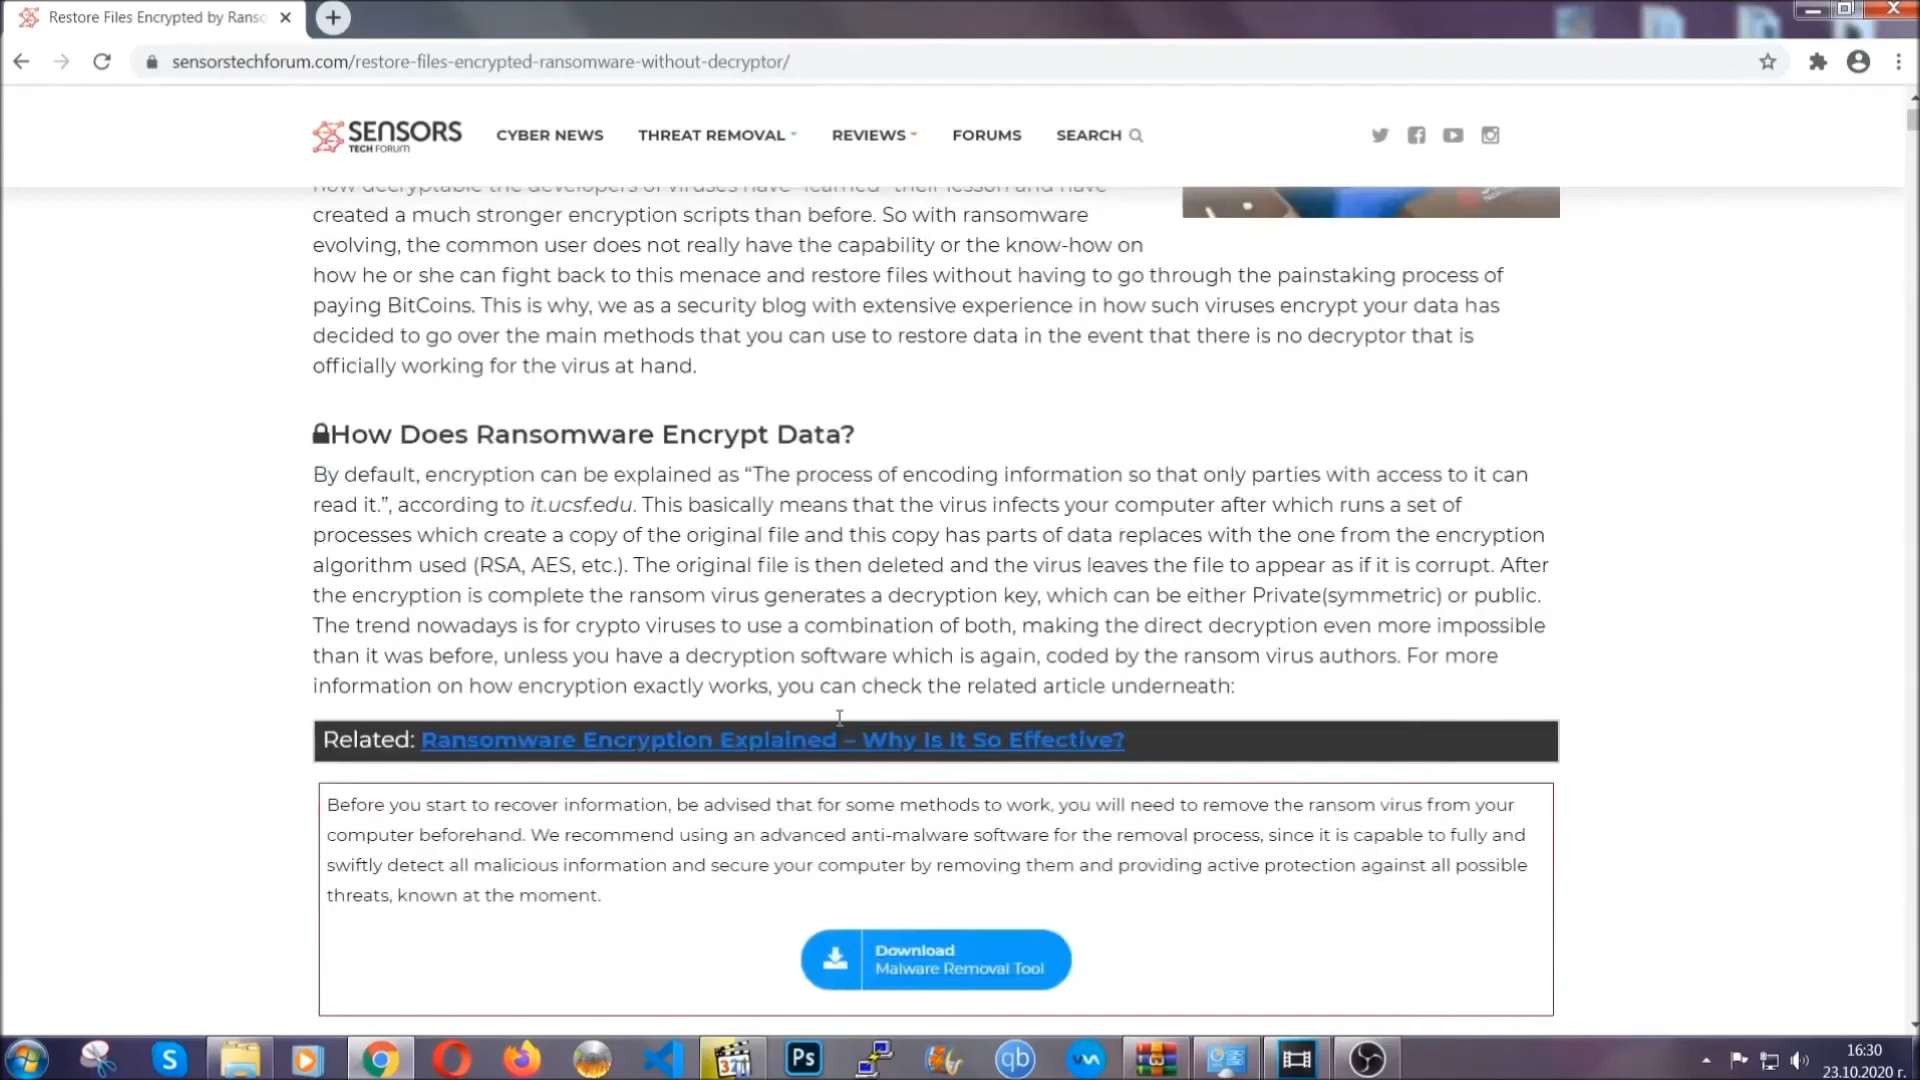 Restore Files Encrypted by Ranso
sensorstechforum.com/restore-files-encrypted-ransomware-without-decryptor/
SENSORS
TECH FORUM
CYBER NEWS THREAT REMOVAL REVIEWS FORUMS SEARCH
how decryptable the developers of viruses have "learned" their lesson and have
created a much stronger encryption scripts than before. So with ransomware
evolving, the common user does not really have the capability or the know-how on
how he or she can fight back to this menace and restore files without having to go through the painstaking process of
paying BitCoins. This is why, we as a security blog with extensive experience in how such viruses encrypt your data has
decided to go over the main methods that you can use to restore data in the event that there is no decryptor that is
officially working for the virus at hand.
How Does Ransomware Encrypt Data?
By default, encryption can be explained as “The process of encoding information so that only parties with access to it can
read it.”, according to it.ucsf.edu. This basically means that the virus infects your computer after which runs a set of
processes which create a copy of the original file and this copy has parts of data replaces with the one from the encryption
algorithm used (RSA, AES, etc.). The original file is then deleted and the virus leaves the file to appear as if it is corrupt. After
the encryption is complete the ransom virus generates a decryption key, which can be either Private(symmetric) or public.
The trend nowadays is for crypto viruses to use a combination of both, making the direct decryption even more impossible
than it was before, unless you have a decryption software which is again, coded by the ransom virus authors. For more
information on how encryption exactly works, you can check the related article underneath:
Related: Ransomware Encryption Explained – Why Is It So Effective?
Before you start to recover information, be advised that for some methods to work, you will need to remove the ransom virus from your
computer beforehand. We recommend using an advanced anti-malware software for the removal process, since it is capable to fully and
swiftly detect all malicious information and secure your computer by removing them and providing active protection against all possible
threats, known at the moment.
Download
Malware Removal Tool
S
321
Ps
qb
16:30
23.10.2020 г.